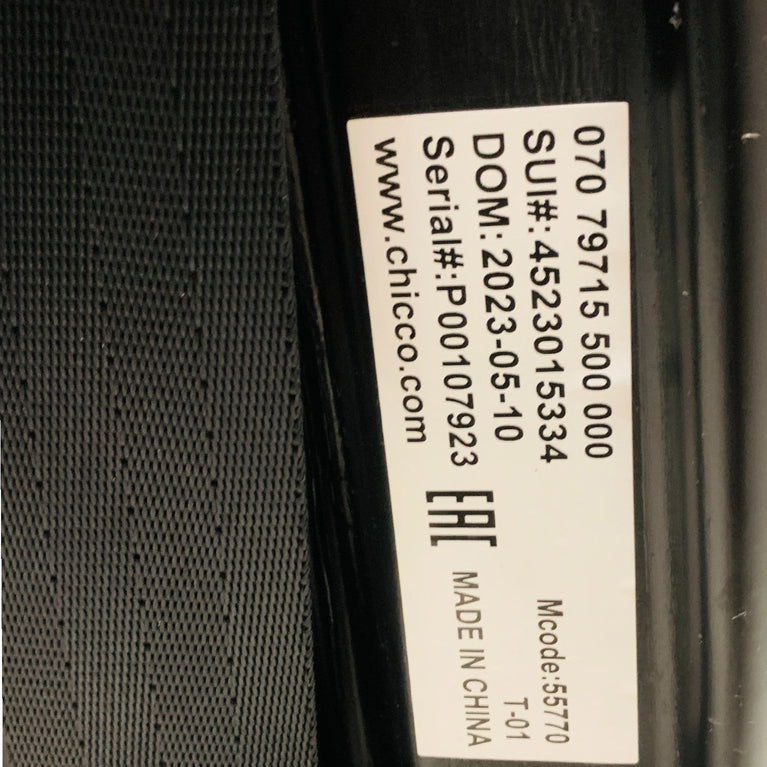 070 79715 500 000
SUI#: 4523015334
DOM: 2023-05-10
Serial#:P00107923
www.chicco.com
EAC
Mcode:55770
T-01
MADE IN CHINA